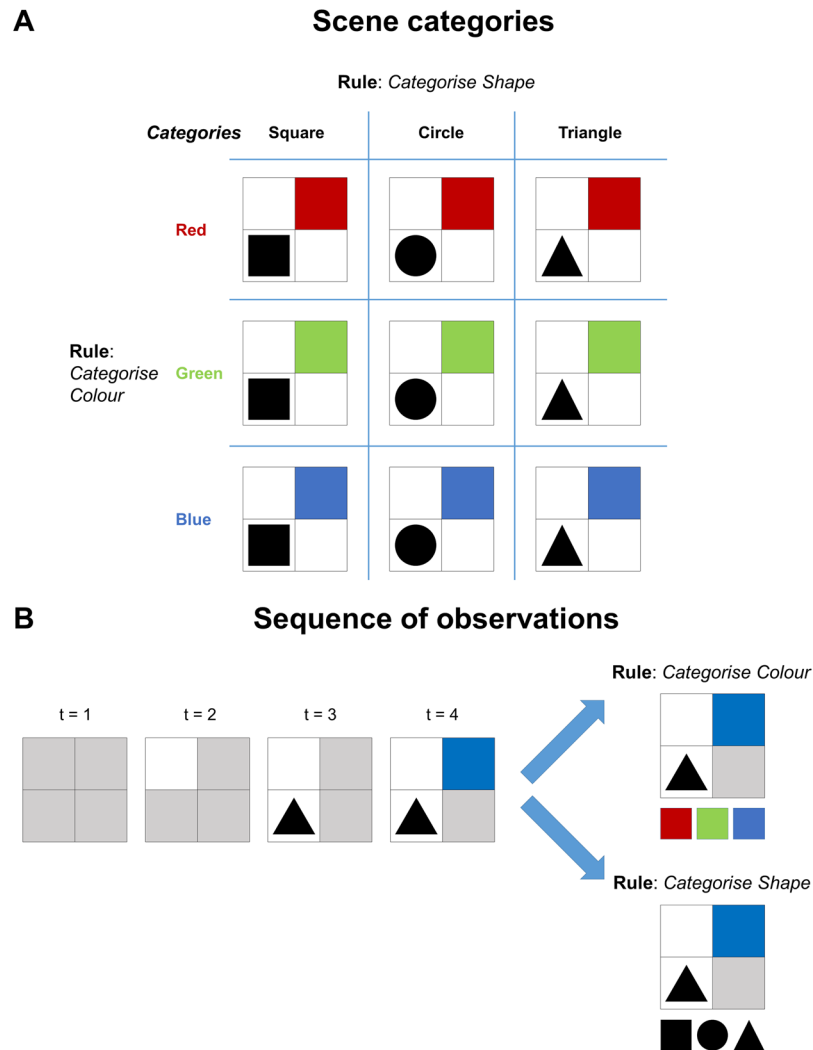 A
Scene categories
Rule: Categorise Shape
Categories Square Circle Triangle
Red
Rule:
Categorise
Colour
Green
Blue
B
Sequence of observations
Rule: Categorise Colour
t = 1 t = 2 t = 3 t = 4
Rule: Categorise Shape